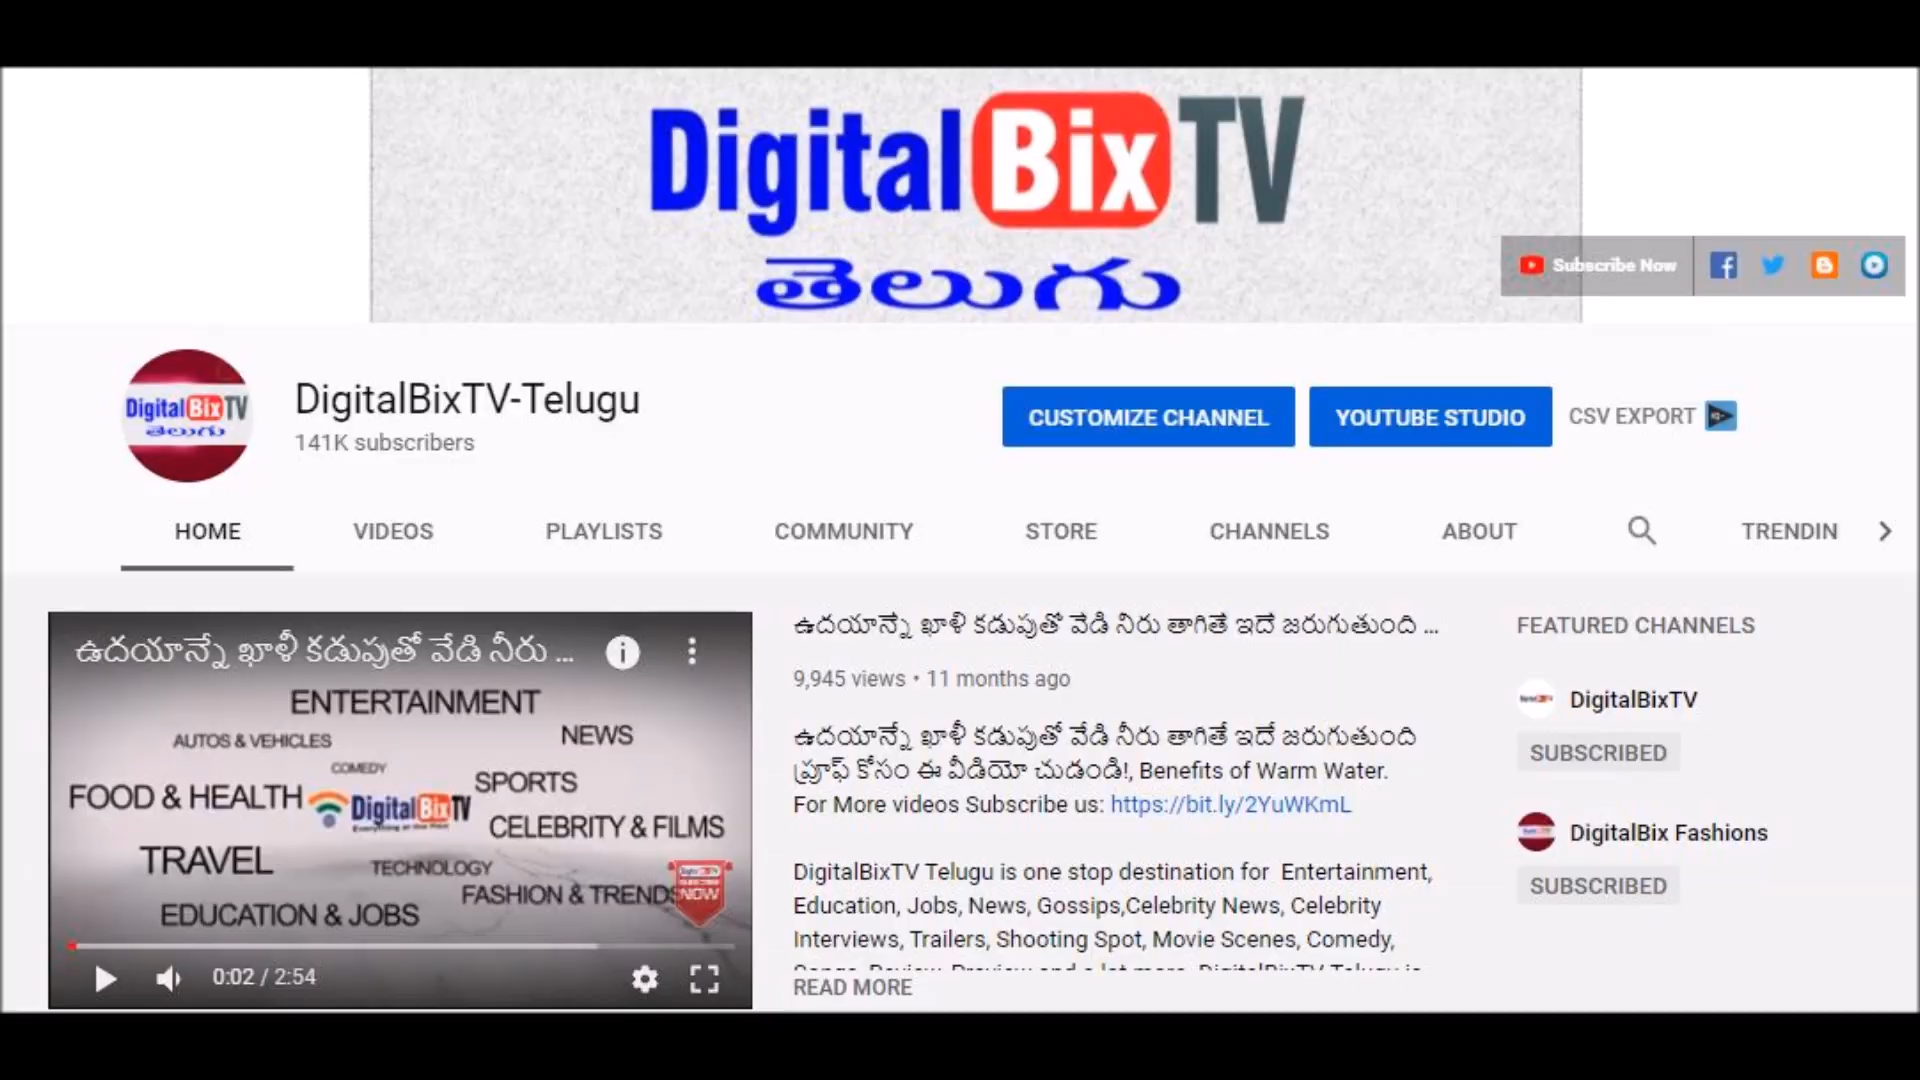 DigitalBixTV
తెలుగు
Subscribe Now
DigitalBixTV
తెలుగు
DigitalBixTV-Telugu
141K subscribers
CUSTOMIZE CHANNEL
YOUTUBE STUDIO
CSV EXPORT
HOME
VIDEOS
PLAYLISTS
COMMUNITY
STORE
CHANNELS
ABOUT
TRENDIN
ఉదయాన్నే ఖాళీ కడుపుతో వేడి నీరు ...
ENTERTAINMENT
AUTOS & VEHICLES
NEWS
COMEDY
SPORTS
FOOD & HEALTH
DigitalBixTV
CELEBRITY & FILMS
TRAVEL
TECHNOLOGY
FASHION & TRENDS
NOW
EDUCATION & JOBS
0:02 / 2:54
ఉదయాన్నే ఖాళీ కడుపుతో వేడి నీరు తాగితే ఇదే జరుగుతుంది ...
9,945 views • 11 months ago
ఉదయాన్నే ఖాళీ కడుపుతో వేడి నీరు తాగితే ఇదే జరుగుతుంది
ప్రూఫ్ కోసం ఈ వీడియో చుడండి!, Benefits of Warm Water.
For More videos Subscribe us: https://bit.ly/2YuWKmL
DigitalBixTV Telugu is one stop destination for Entertainment,
Education, Jobs, News, Gossips,Celebrity News, Celebrity
Interviews, Trailers, Shooting Spot, Movie Scenes, Comedy,
READ MORE
FEATURED CHANNELS
DigitalBixTV
SUBSCRIBED
DigitalBix Fashions
SUBSCRIBED